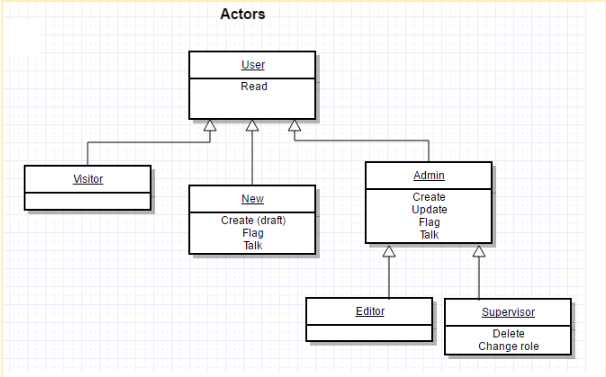 Actors
User
Read
Visitor
New
Create (draft)
Flag
Talk
Admin
Create
Update
Flag
Talk
Editor
Supervisor
Delete
Change role